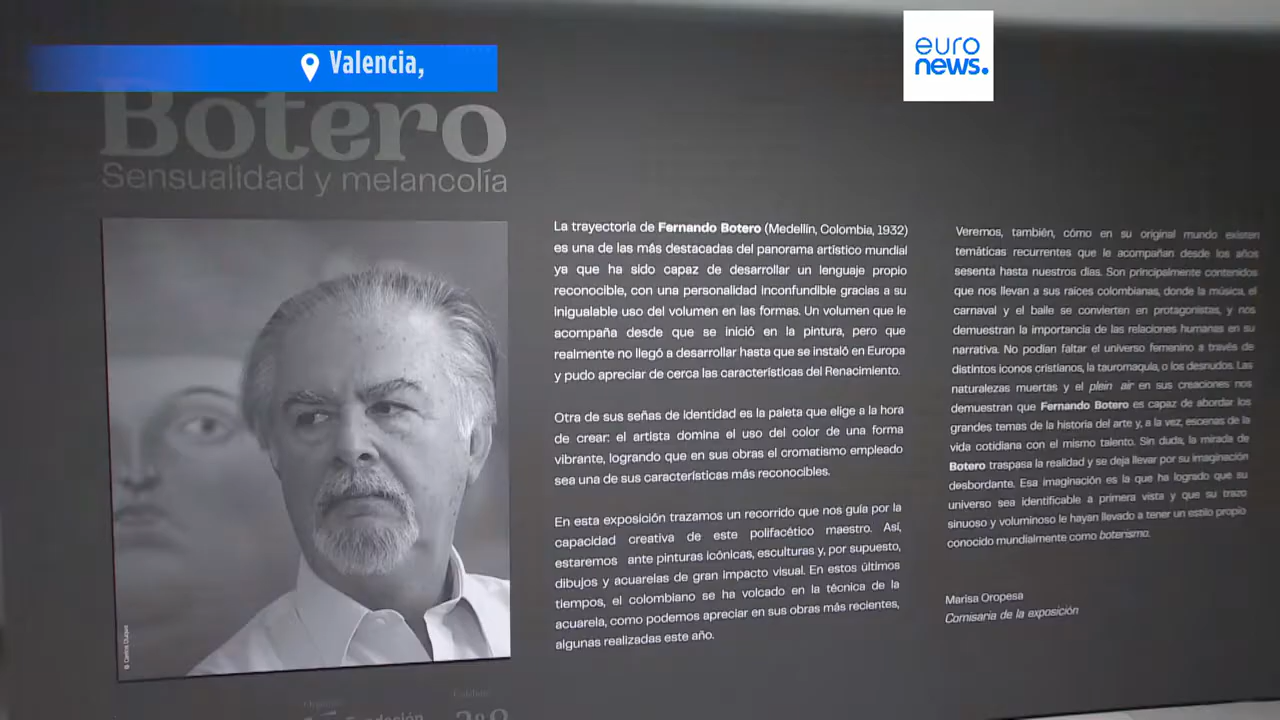 Valencia,
euro
news.
Botero
Sensualidad y melancolía
La trayectoria de Fernando Botero (Medellín, Colombia, 1932)
es una de las más destacadas del panorama artístico mundial
ya que ha sido capaz de desarrollar un lenguaje propio
reconocible, con una personalidad inconfundible gracias a su
inigualable uso del volumen en las formas. Un volumen que le
acompaña desde que se inició en la pintura, pero que
realmente no llegó a desarrollar hasta que se instaló en Europa
y pudo apreciar de cerca las características del Renacimiento.
Otra de sus señas de identidad es la paleta que elige a la hora
de crear: el artista domina el uso del color de una forma
vibrante, logrando que en sus obras el cromatismo empleado
sea una de sus características más reconocibles.
En esta exposición trazamos un recorrido que nos guía por la
capacidad creativa de este polifacético maestro. Así,
estaremos ante pinturas icónicas, esculturas y, por supuesto,
dibujos y acuarelas de gran impacto visual. En estos últimos
tiempos, el colombiano se ha volcado en la técnica de la
acuarela, como podemos apreciar en sus obras más recientes,
algunas realizadas este año.
Veremos, también, cómo en su original mundo existen
temáticas recurrentes que le acompañan desde los años
sesenta hasta nuestros días. Son principalmente contenidos
que nos llevan a sus raíces colombianas, donde la música, el
carnaval y el baile se convierten en protagonistas, y nos
demuestran la importancia de las relaciones humanas en su
narrativa. No podían faltar el universo femenino a través de
distintos iconos cristianos, la tauromaquia, o los desnudos. Las
naturalezas muertas y el plein air en sus creaciones nos
demuestran que Fernando Botero es capaz de abordar los
grandes temas de la historia del arte y, a la vez, escenas de la
vida cotidiana con el mismo talento. Sin duda, la mirada de
Botero traspasa la realidad y se deja llevar por su imaginación
desbordante. Esa imaginación es la que ha logrado que su
universo sea identificable a primera vista y que su trazo
sinuoso y voluminoso le hayan llevado a tener un estilo propio
conocido mundialmente como boterismo.
Marisa Oropesa
Comisaria de la exposición
© Carlos Duque
Fundación